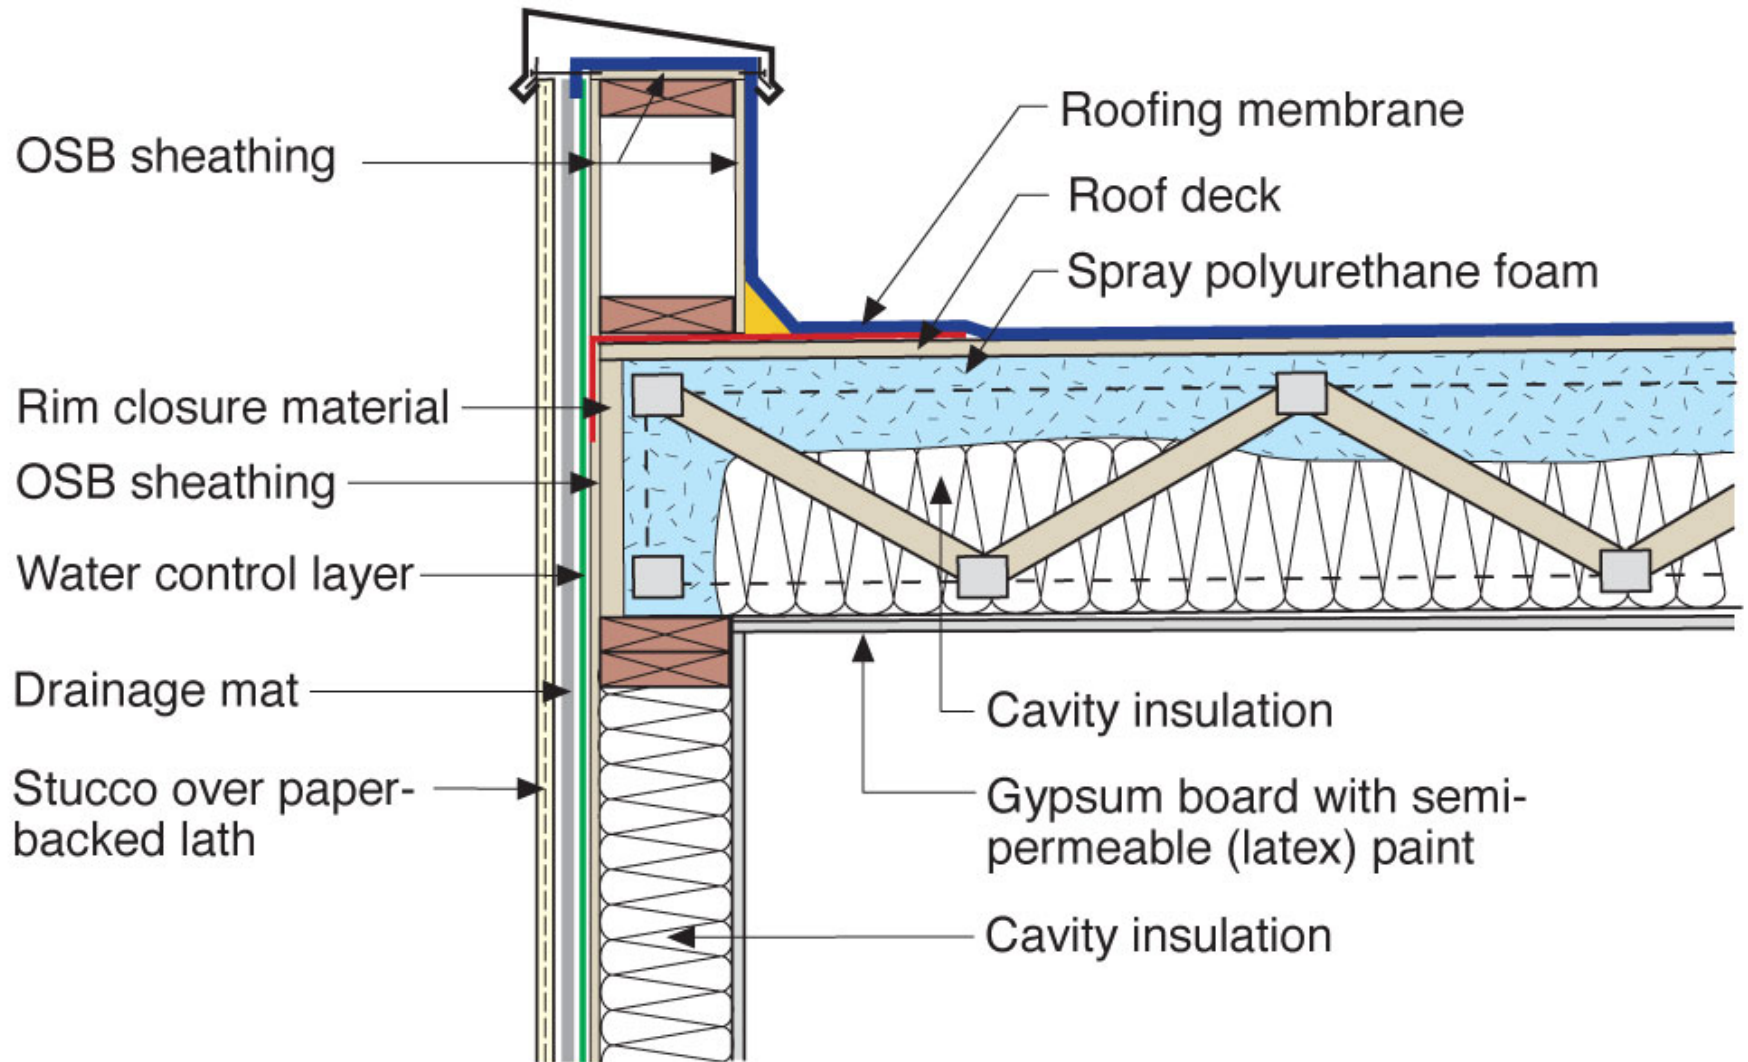 OSB sheathing
Roofing membrane
Roof deck
Spray polyurethane foam
Rim closure material
OSB sheathing
Water control layer
Drainage mat
Stucco over paper-
backed lath
Cavity insulation
Gypsum board with semi-
permeable (latex) paint
Cavity insulation